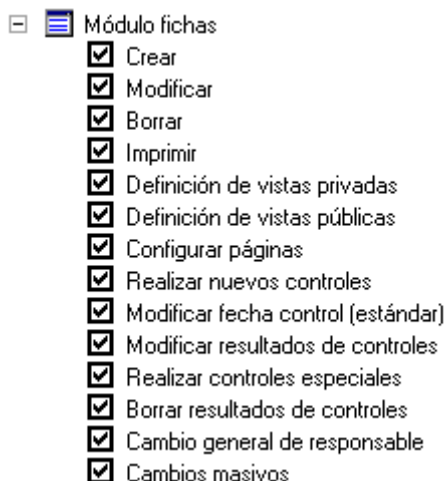 Módulo fichas
Crear
Modificar
Borrar
Imprimir
Definición de vistas privadas
Definición de vistas públicas
Configurar páginas
Realizar nuevos controles
Modificar fecha control (estándar)
Modificar resultados de controles
Realizar controles especiales
Borrar resultados de controles
Cambio general de responsable
Cambios masivos